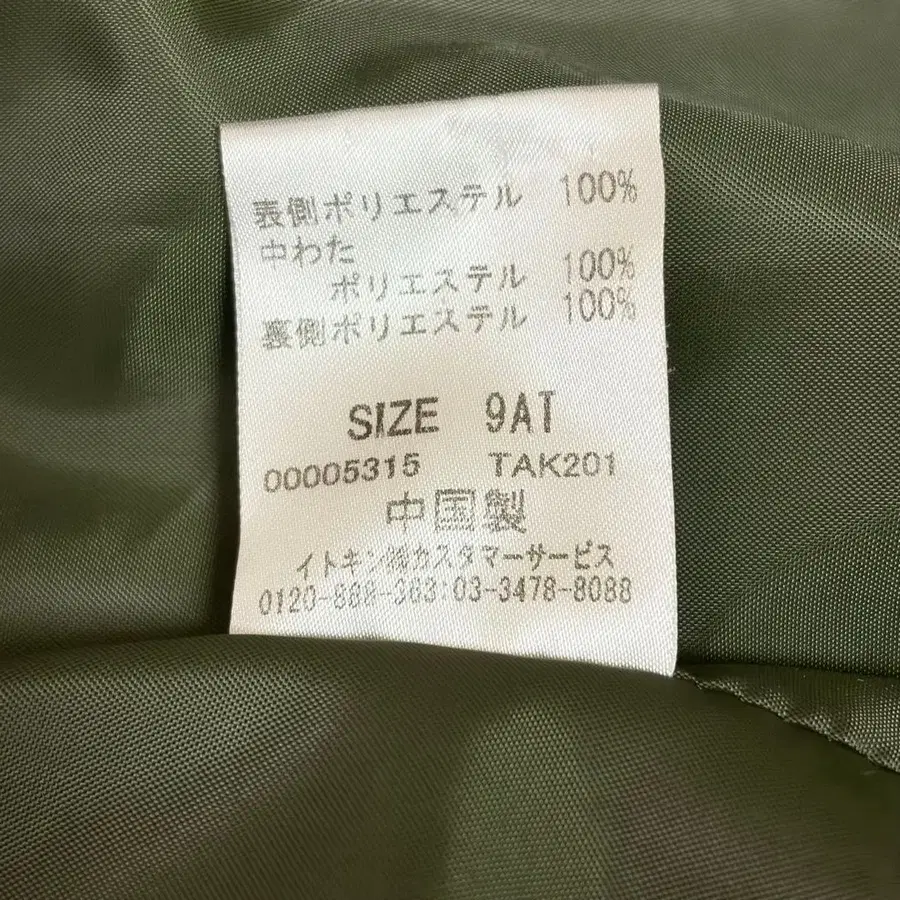 表側ポリエステル 100%
中わた
ポリエステル 100%
裏側ポリエステル 100%
SIZE 9AT
00005315 TAK201
中国製
イトキン㈱カスタマーサービス
0120-888-363:03-3478-8088